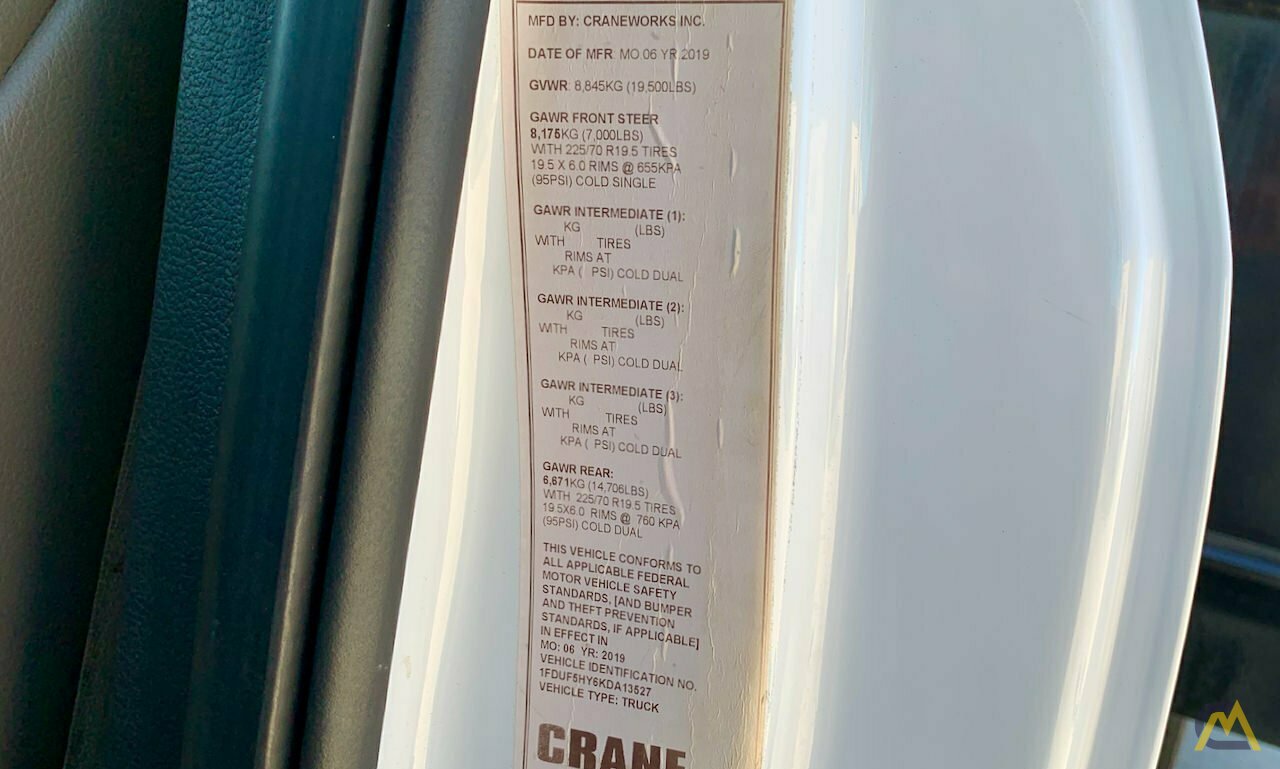 MFD BY: CRANEWORKS INC.
DATE OF MFR MO 06 YR 2019
GVWR: 8,845KG (19,500LBS)
GAWR FRONT STEER
8,175KG (7,000LBS)
WITH 225/70 R19.5 TIRES
19.5 X 6.0 RIMS @ 655KPA
(95PSI) COLD SINGLE
GAWR INTERMEDIATE (1):
KG (LBS)
WITH TIRES
RIMS AT
KPA ( PSI) COLD DUAL
GAWR INTERMEDIATE (2):
KG (LBS)
WITH TIRES
RIMS AT
KPA ( PSI) COLD DUAL
GAWR INTERMEDIATE (3):
KG (LBS)
WITH TIRES
RIMS AT
KPA ( PSI) COLD DUAL
GAWR REAR:
6,671KG (14,706LBS)
WITH 225/70 R19.5 TIRES
19.5X6.0 RIMS @ 760 KPA
(95PSI) COLD DUAL
THIS VEHICLE CONFORMS TO
ALL APPLICABLE FEDERAL
MOTOR VEHICLE SAFETY
STANDARDS, [AND BUMPER
AND THEFT PREVENTION
STANDARDS, IF APPLICABLE]
IN EFFECT IN
MO: 06 YR: 2019
VEHICLE IDENTIFICATION NO.
1FDUF5HY6KDA13527
VEHICLE TYPE: TRUCK
CRANE